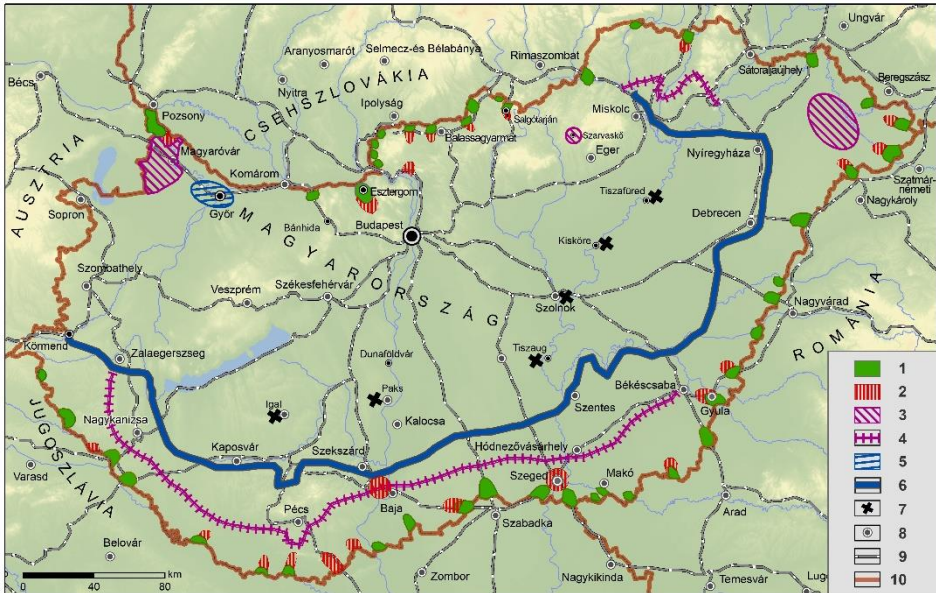 Ungvár
Rimaszombat
Selmecz-és Bélabánya
Aranyosmarót
Sátoraljaújhely
Bécs
Nyitra
CSEHSZLOVÁKIA
Beregszász
Ipolyság
Pozsony
Miskolc
Salgótarján
Balassagyarmat
Szarvaskő
Magyaróvár
Eger
Nyíregyháza
AUSZTRIA
Komárom
Szatmár-
németi
Esztergom
Tiszafüred
Nagykároly
Sopron
Győr
Bánhida
Budapest
Debrecen
MAGYARORSZÁG
Kisköre
Szombathely
Veszprém
Székesfehérvár
Szolnok
Nagyvárad
ROMÁNIA
Körmend
Zalaegerszeg
Dunaföldvár
Tiszaug
Békéscsaba
1
Paks
Gyula
2
Igal
Szentes
3
JUGOSZLÁVIA
Nagykanizsa
Kalocsa
4
Kaposvár
Hódmezővásárhely
5
Szekszárd
Varasd
Szeged
Makó
6
Baja
7
Pécs
Szabadka
Arad
8
Belovár
9
0
40
80
km
Zombor
Nagykikinda
Temesvár
Lug
10